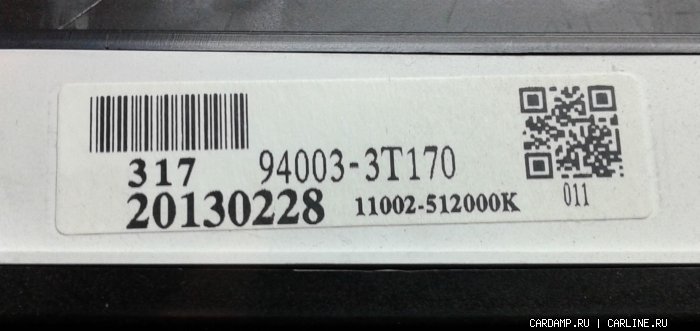 317 94003-3T170
20130228 11002-512000K 011
CARDAMP.RU | CARLINE.RU